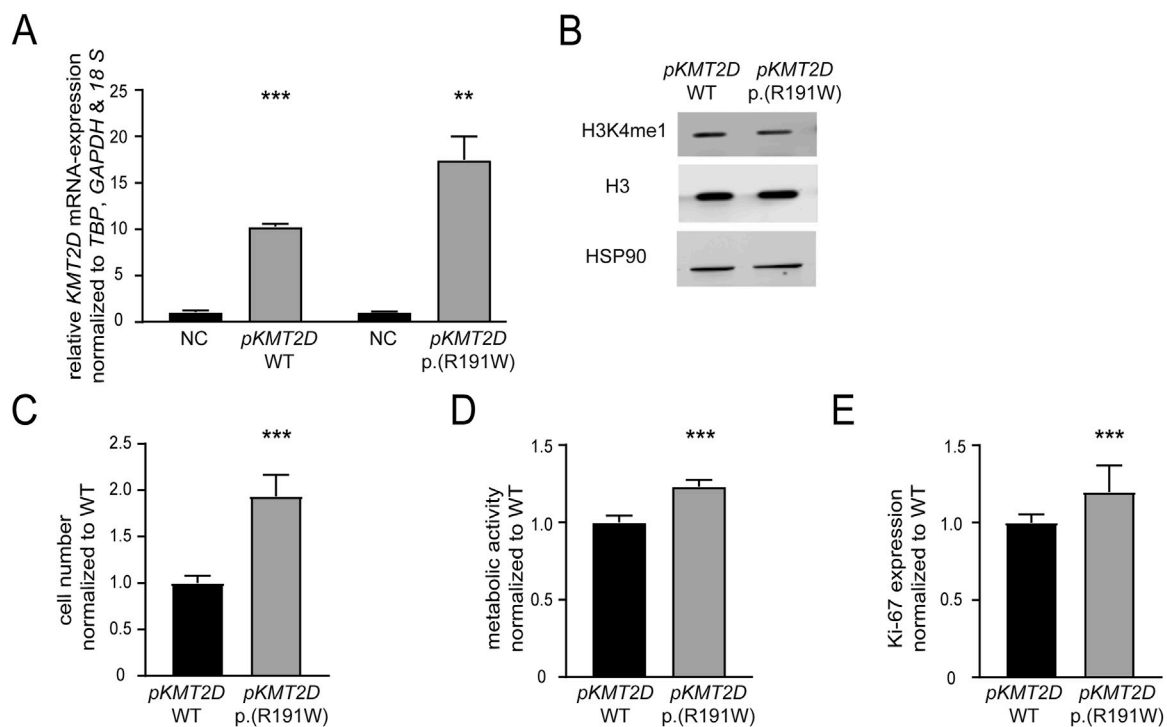 A
relative KMT2D mRNA-expression
normalized to TBP, GAPDH & 18 S
25
20
15
10
5
0
***
**
NC
pKMT2D
WT
NC
pKMT2D
p.(R191W)
B
pKMT2D
WT
pKMT2D
p.(R191W)
H3K4me1
H3
HSP90
C
cell number
normalized to WT
2.5
2.0
1.5
1.0
0.5
0
***
pKMT2D
WT
pKMT2D
p.(R191W)
D
metabolic activity
normalized to WT
1.5
1.0
0.5
0
***
pKMT2D
WT
pKMT2D
p.(R191W)
E
Ki-67 expression
normalized to WT
1.5
1.0
0.5
0
***
pKMT2D
WT
pKMT2D
p.(R191W)